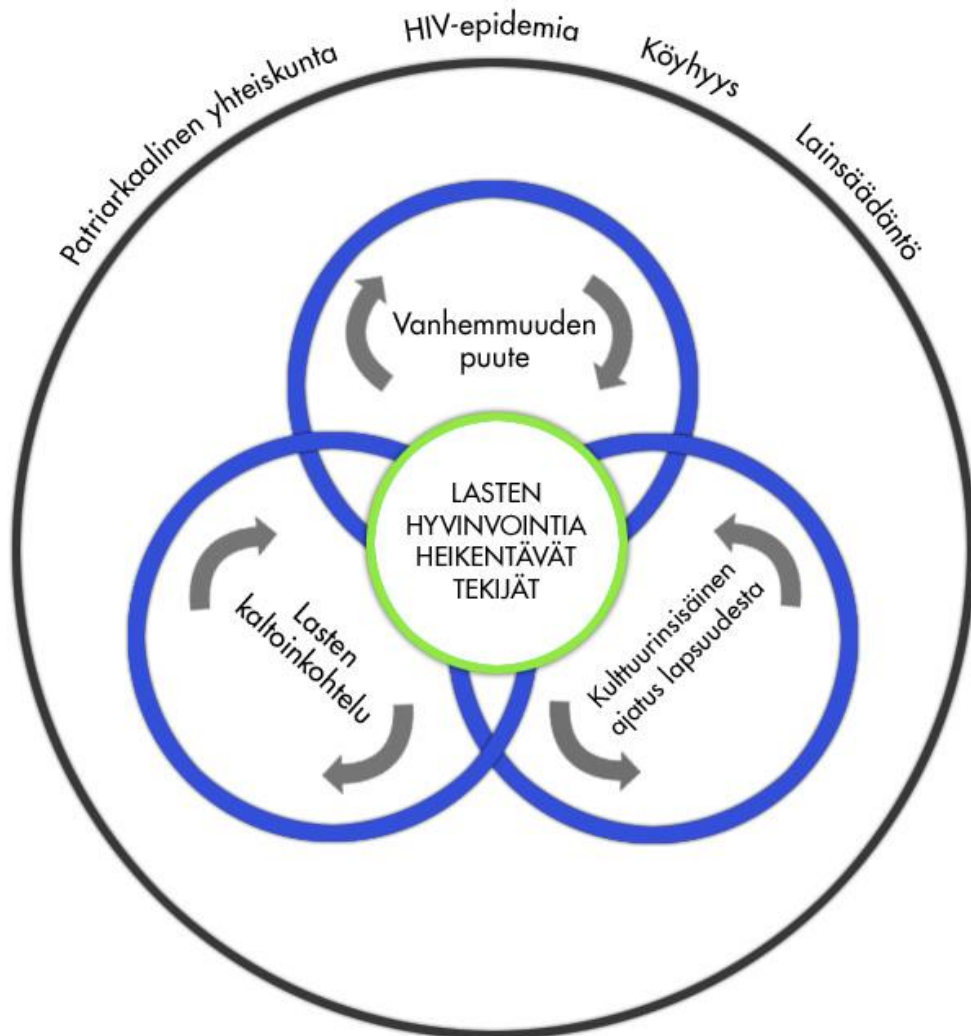 Patriarkaalinen yhteiskunta
HIV-epidemia
Köyhyys
Lainsäädäntö
Vanhemmuuden
puute
LASTEN
HYVINVOINTIA
HEIKENTÄVÄT
TEKIJÄT
Lasten
kaltoinkohtelu
Kulttuurinsisäinen
ajatus lapsuudesta